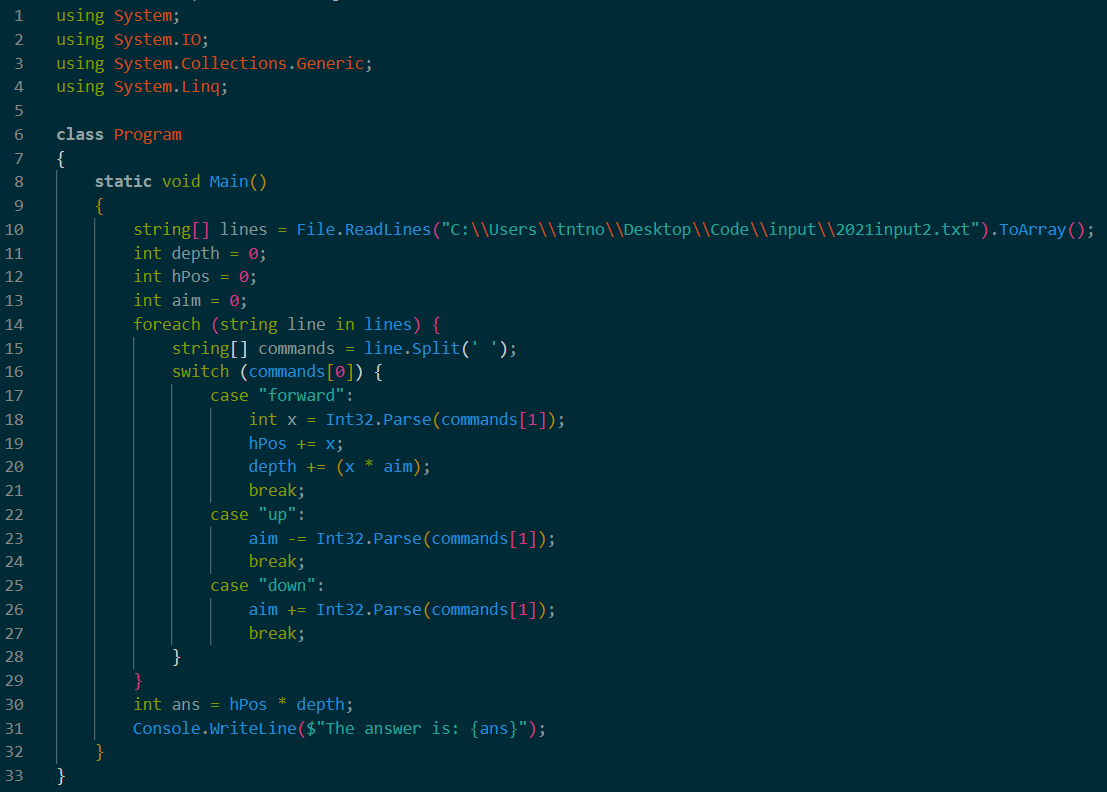 1 using System;
2 using System.IO;
3 using System.Collections.Generic;
4 using System.Linq;
5
6 class Program
7 {
8     static void Main()
9     {
10         string[] lines = File.ReadLines("C:\\Users\\tntno\\Desktop\\Code\\input\\2021input2.txt").ToArray();
11         int depth = 0;
12         int hPos = 0;
13         int aim = 0;
14         foreach (string line in lines) {
15             string[] commands = line.Split(' ');
16             switch (commands[0]) {
17                 case "forward":
18                     int x = Int32.Parse(commands[1]);
19                     hPos += x;
20                     depth += (x * aim);
21                     break;
22                 case "up":
23                     aim -= Int32.Parse(commands[1]);
24                     break;
25                 case "down":
26                     aim += Int32.Parse(commands[1]);
27                     break;
28             }
29         }
30         int ans = hPos * depth;
31         Console.WriteLine($"The answer is: {ans}");
32     }
33 }